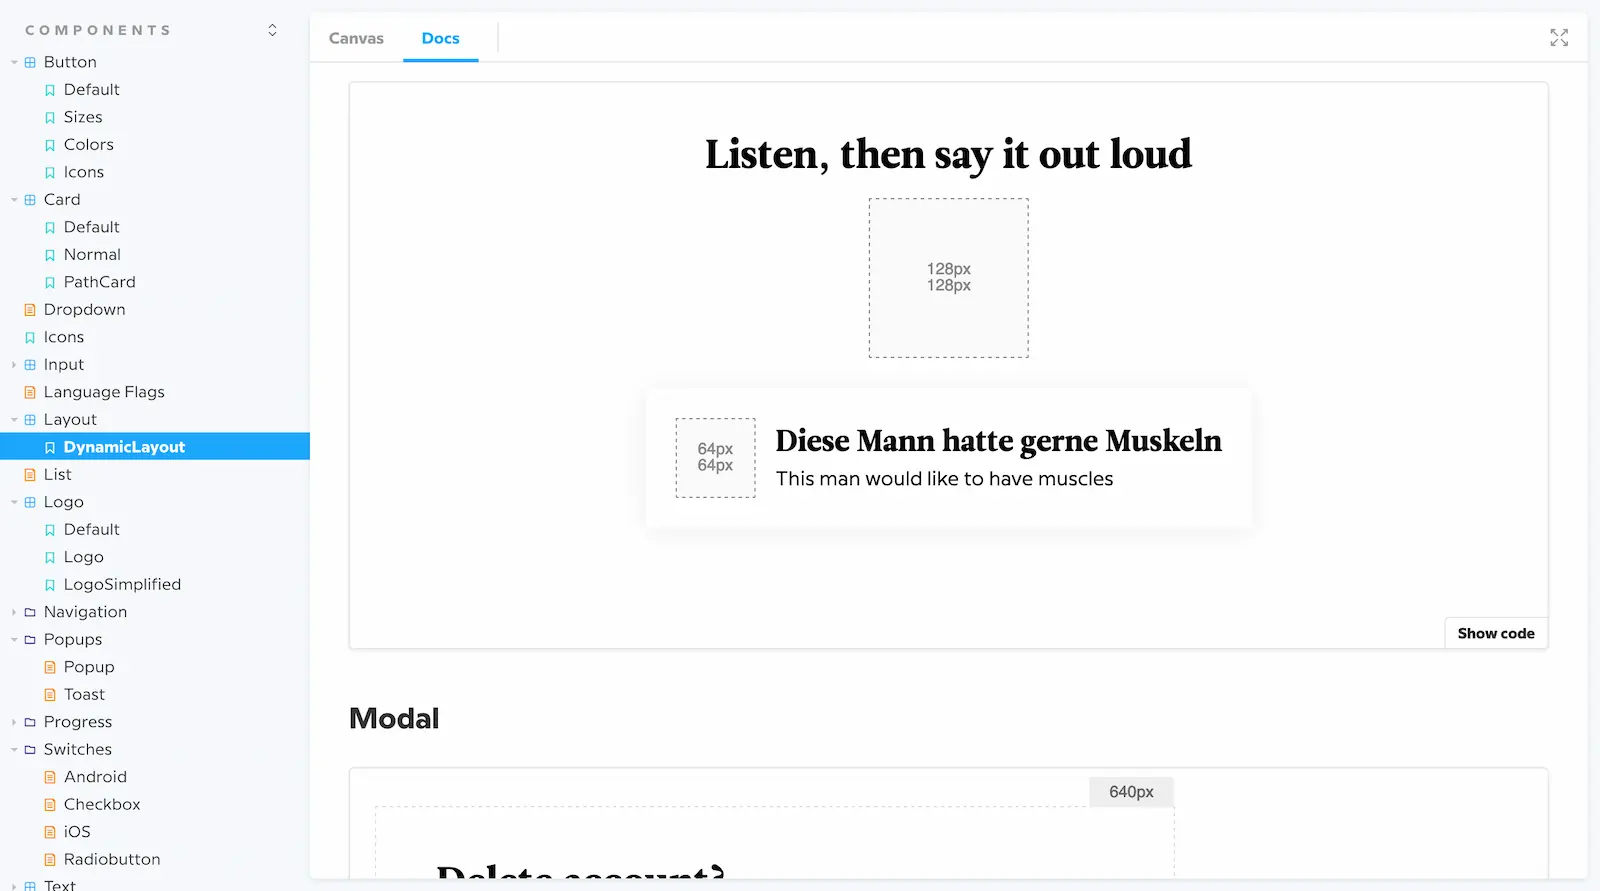 COMPONENTS
Button
Default
Sizes
Colors
Icons
Card
Default
Normal
PathCard
Dropdown
Icons
Input
Language Flags
Layout
DynamicLayout
List
Logo
Default
Logo
LogoSimplified
Navigation
Popups
Popup
Toast
Progress
Switches
Android
Checkbox
iOS
Radiobutton
Text
Canvas
Docs
Listen, then say it out loud
128px
128px
64px
64px
Diese Mann hatte gerne Muskeln
This man would like to have muscles
Show code
Modal
640px
Delete account?